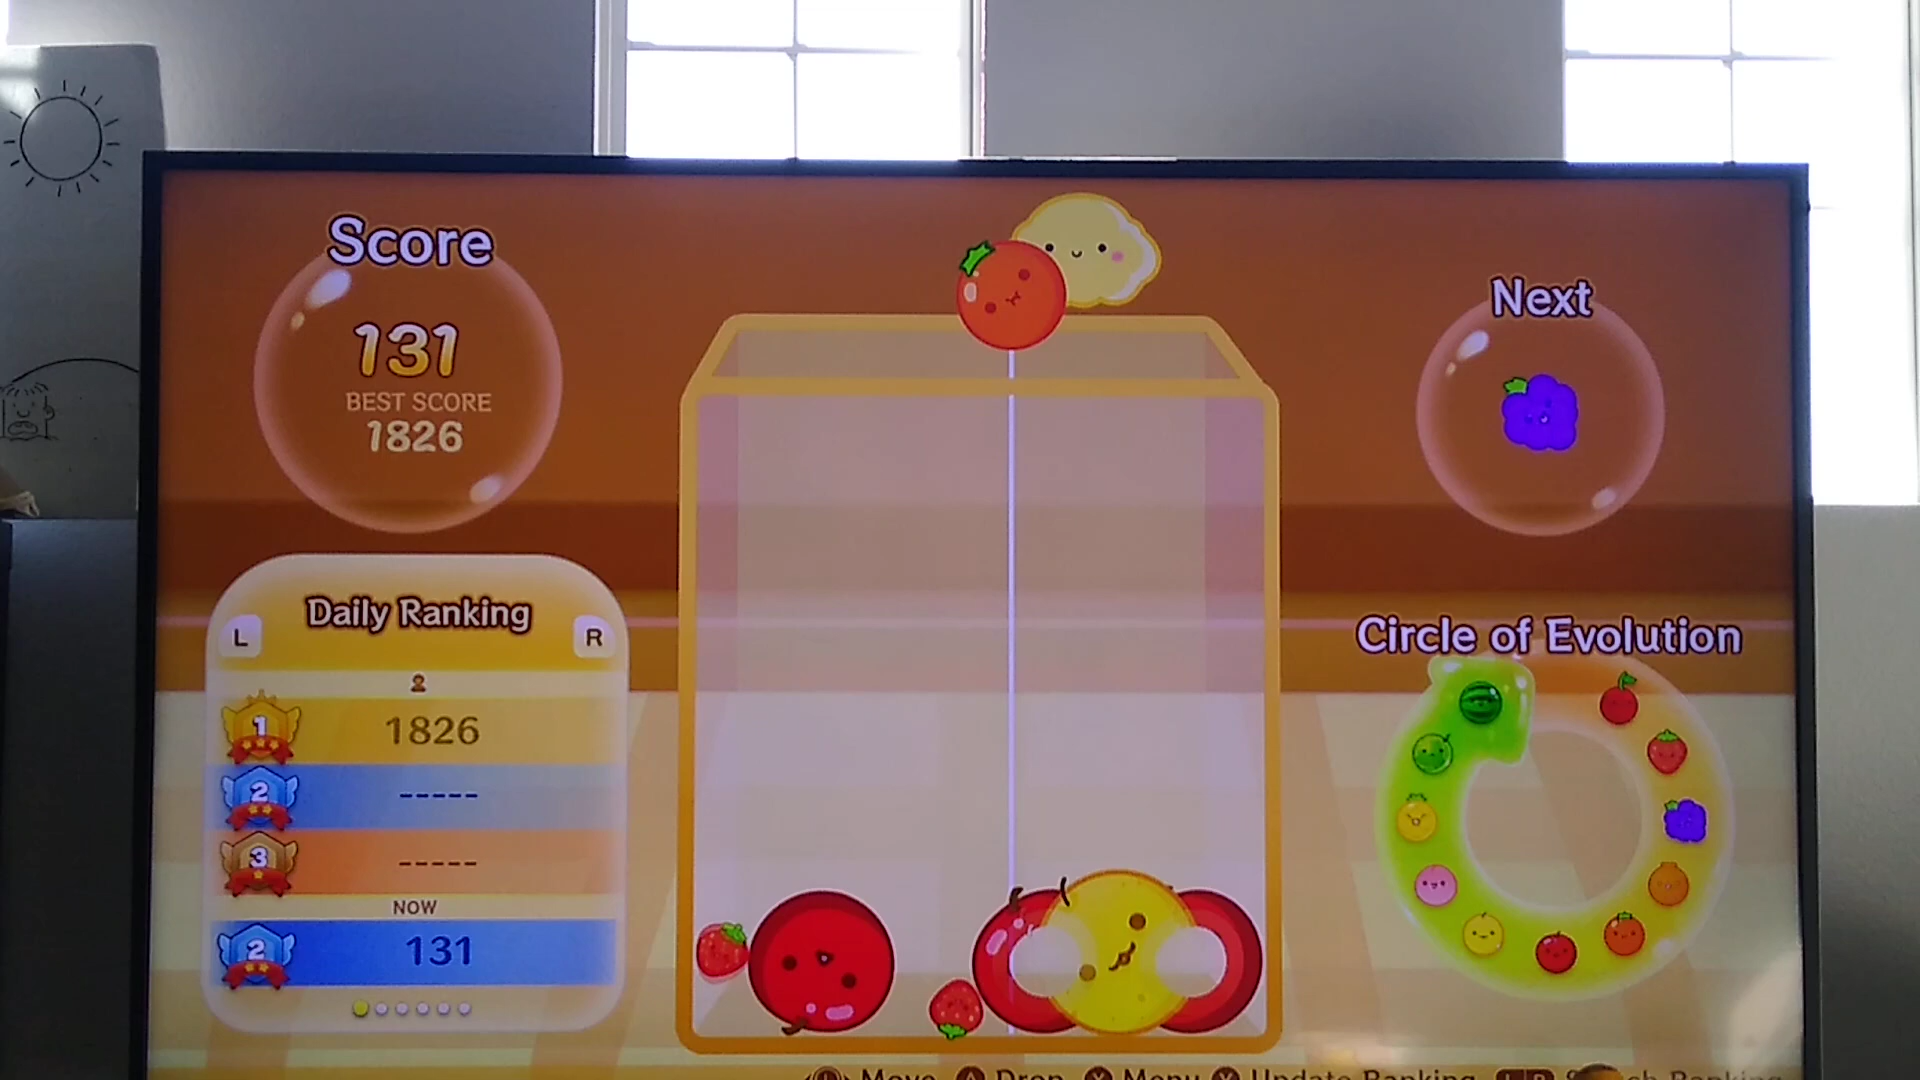 Score
131
BEST SCORE
1826
Next
Daily Ranking
L
R
1
1826
2
-----
3
-----
NOW
2
131
Circle of Evolution
Move
Drop
Menu
Update Ranking
Ranking